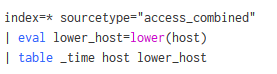 index=* sourcetype="access_combined"
| eval lower_host=lower(host)
| table _time host lower_host